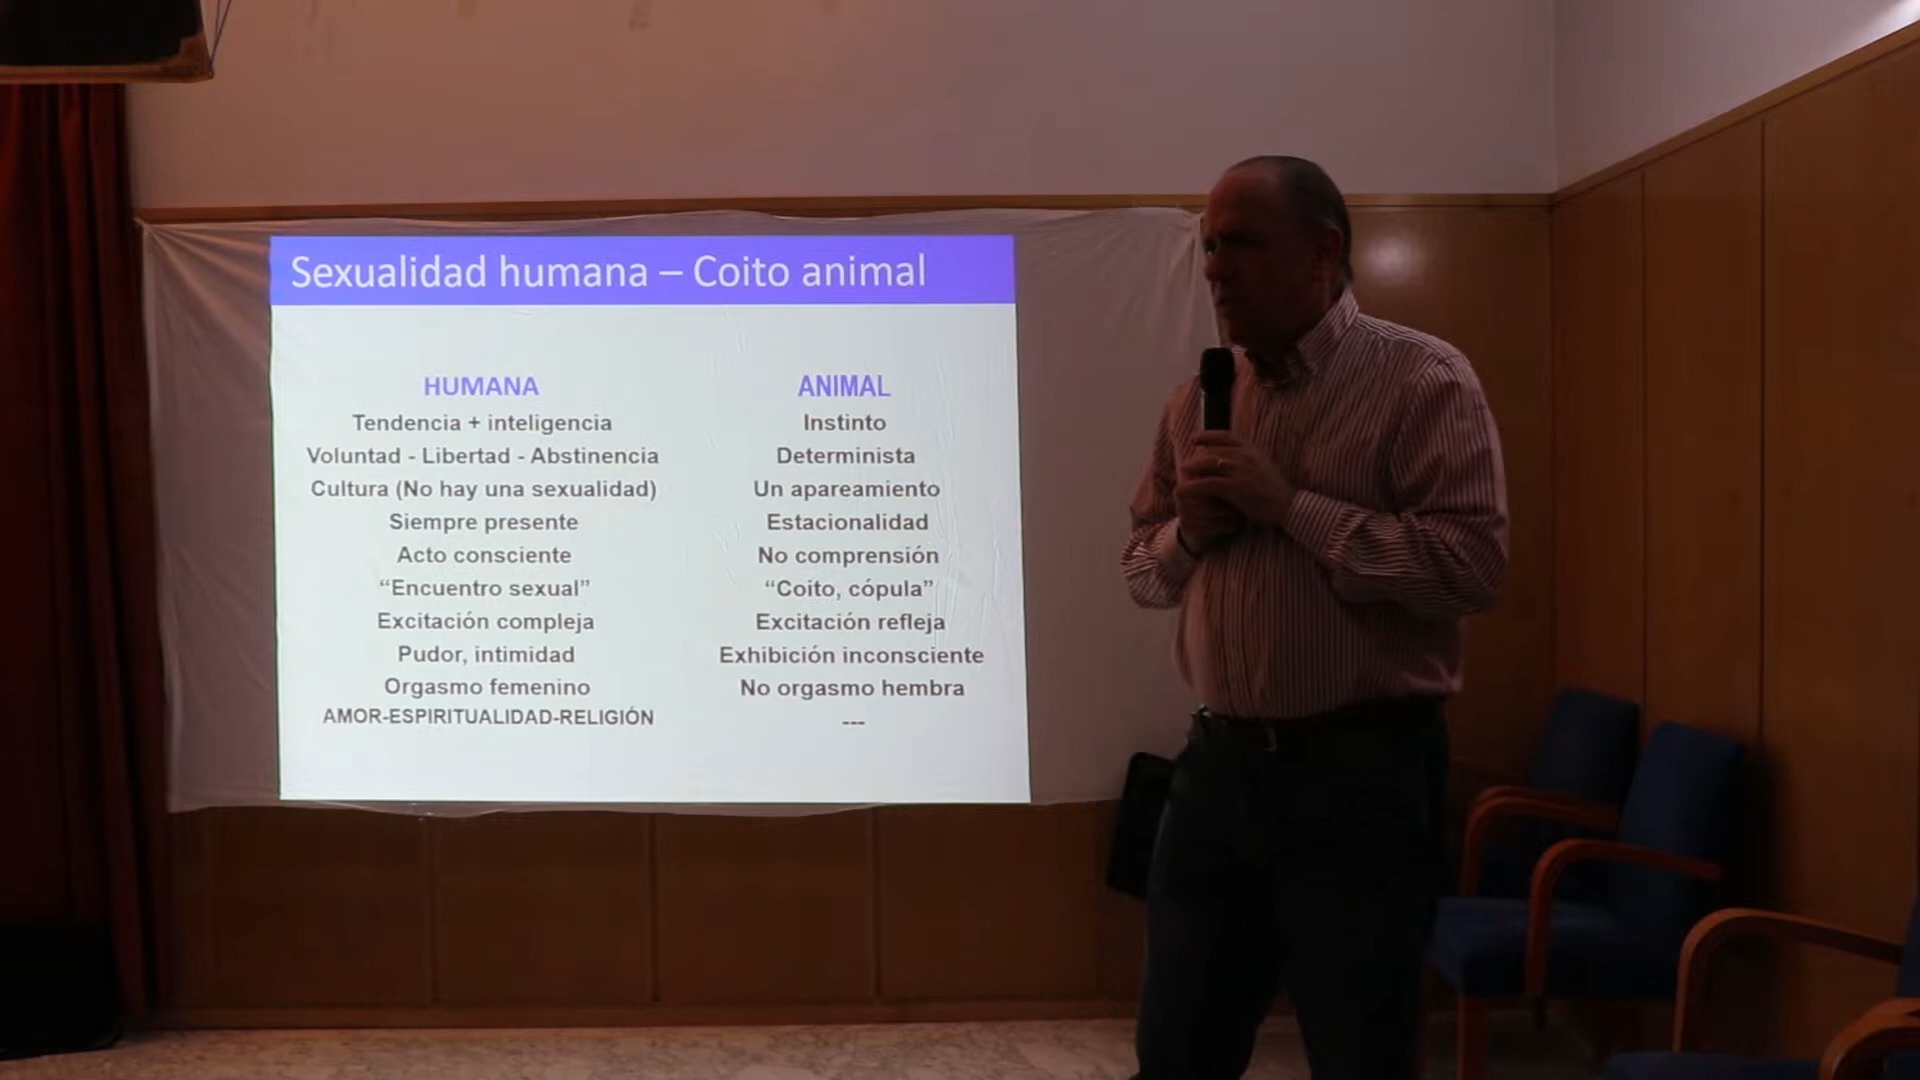 Sexualidad humana – Coito animal
HUMANA ANIMAL
Tendencia + inteligencia Instinto
Voluntad - Libertad - Abstinencia Determinista
Cultura (No hay una sexualidad) Un apareamiento
Siempre presente Estacionalidad
Acto consciente No comprensión
“Encuentro sexual” “Coito, cópula”
Excitación compleja Excitación refleja
Pudor, intimidad Exhibición inconsciente
Orgasmo femenino No orgasmo hembra
AMOR-ESPIRITUALIDAD-RELIGIÓN ---